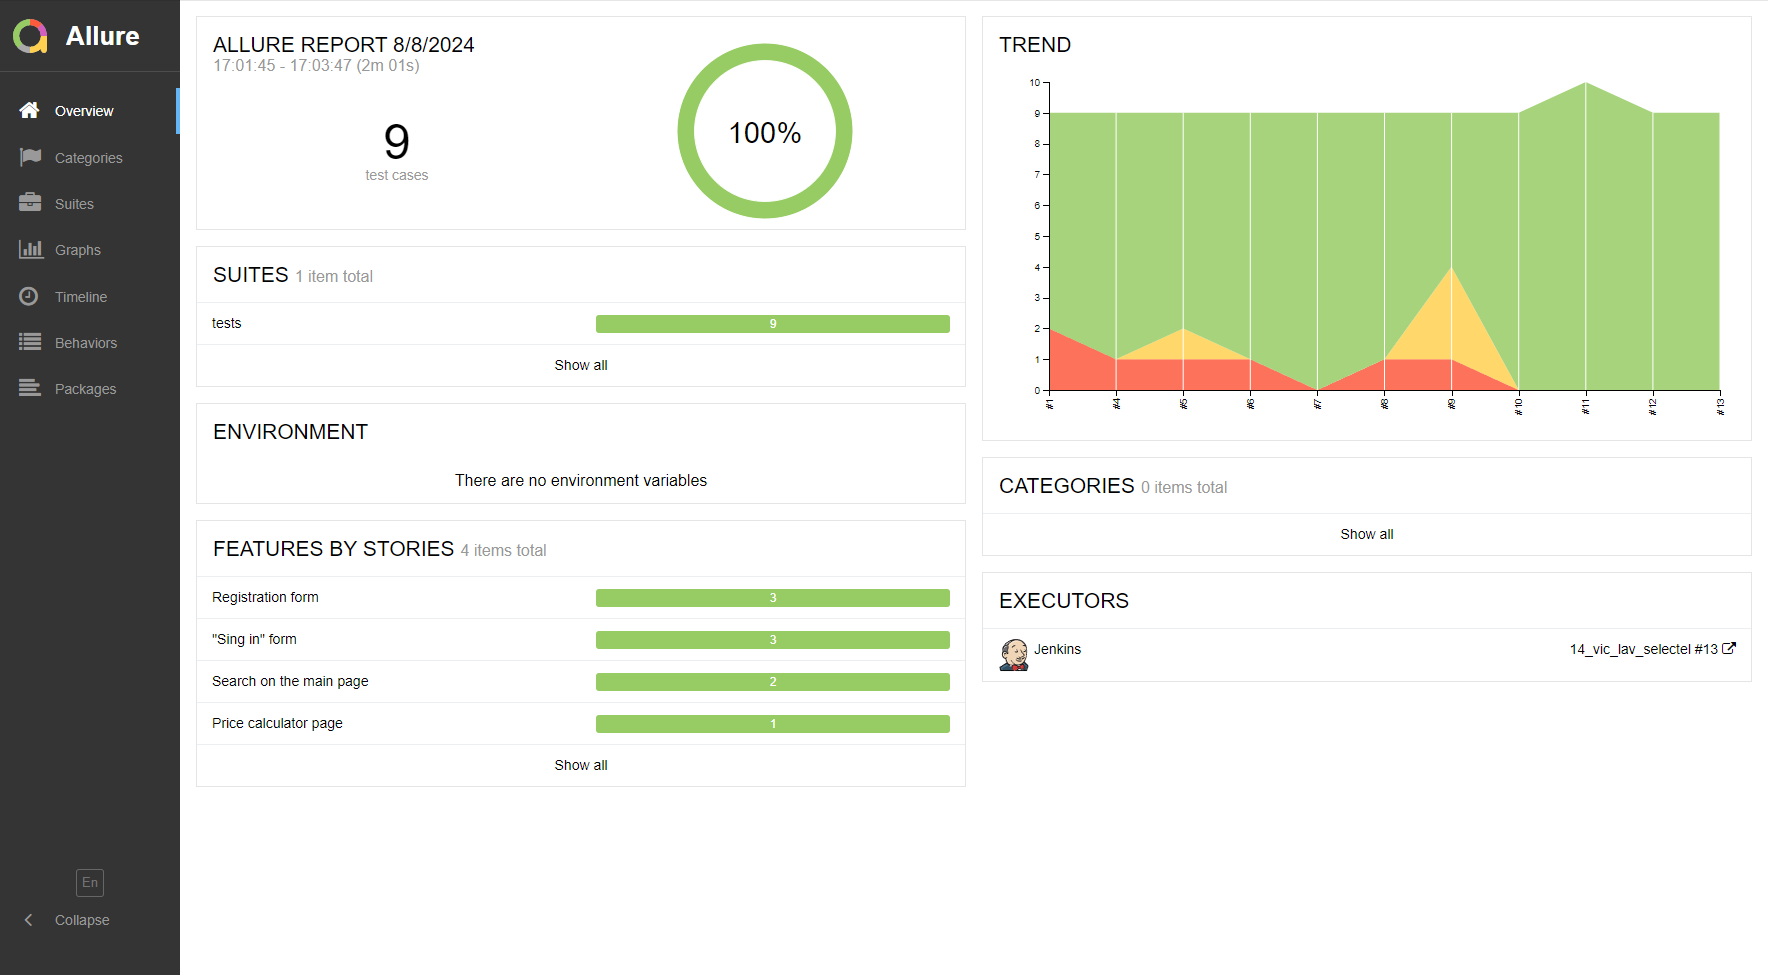 Allure
Overview
Categories
Suites
Graphs
Timeline
Behaviors
Packages
En
Collapse
ALLURE REPORT 8/8/2024
17:01:45 - 17:03:47 (2m 01s)
9
test cases
100%
SUITES 1 item total
tests 9
Show all
ENVIRONMENT
There are no environment variables
FEATURES BY STORIES 4 items total
Registration form 3
"Sing in" form 3
Search on the main page 2
Price calculator page 1
Show all
TREND
10
9
8
7
6
5
4
3
2
1
0
#1 #4 #5 #6 #7 #8 #9 #10 #11 #12 #13
CATEGORIES 0 items total
Show all
EXECUTORS
Jenkins 14_vic_lav_selectel #13